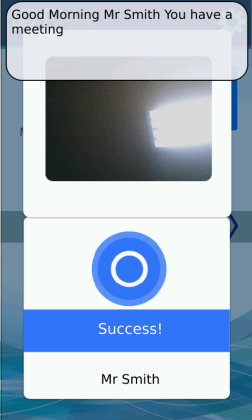 Good Morning Mr Smith You have a
meeting
Success!
Mr Smith